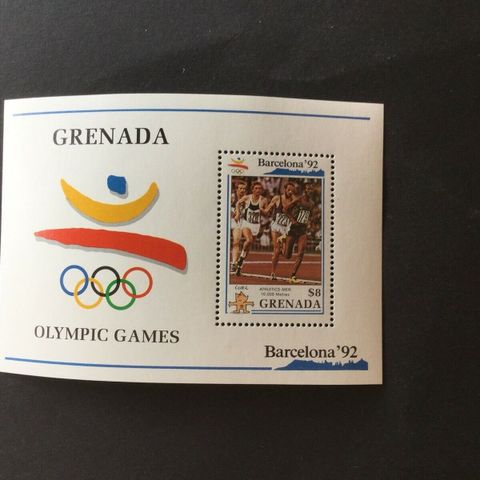 GRENADA
OLYMPIC GAMES
Barcelona '92
ATHLETICS-MEN
10,000 Metres
$8
GRENADA
Barcelona '92